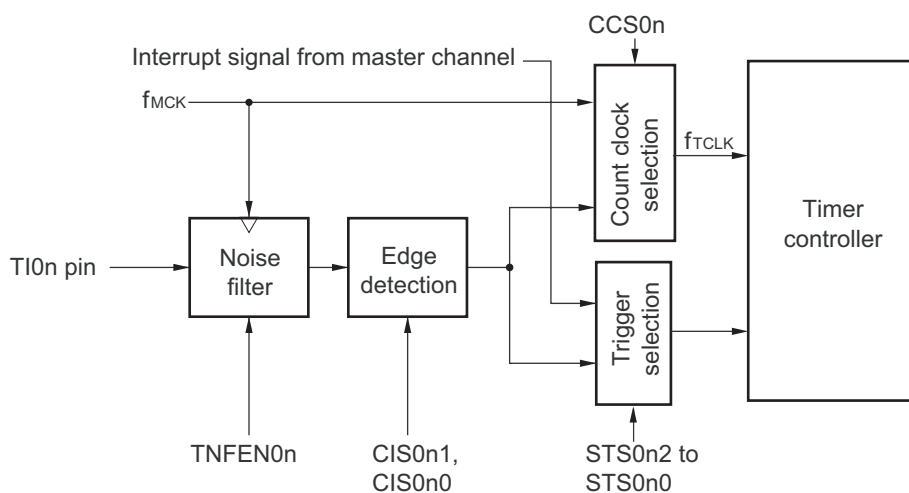 CCS0n
Interrupt signal from master channel
fMCK
Count clock
selection
fTCLK
Timer
controller
TI0n pin
Noise
filter
Edge
detection
Trigger
selection
TNFEN0n
CIS0n1,
CIS0n0
STS0n2 to
STS0n0